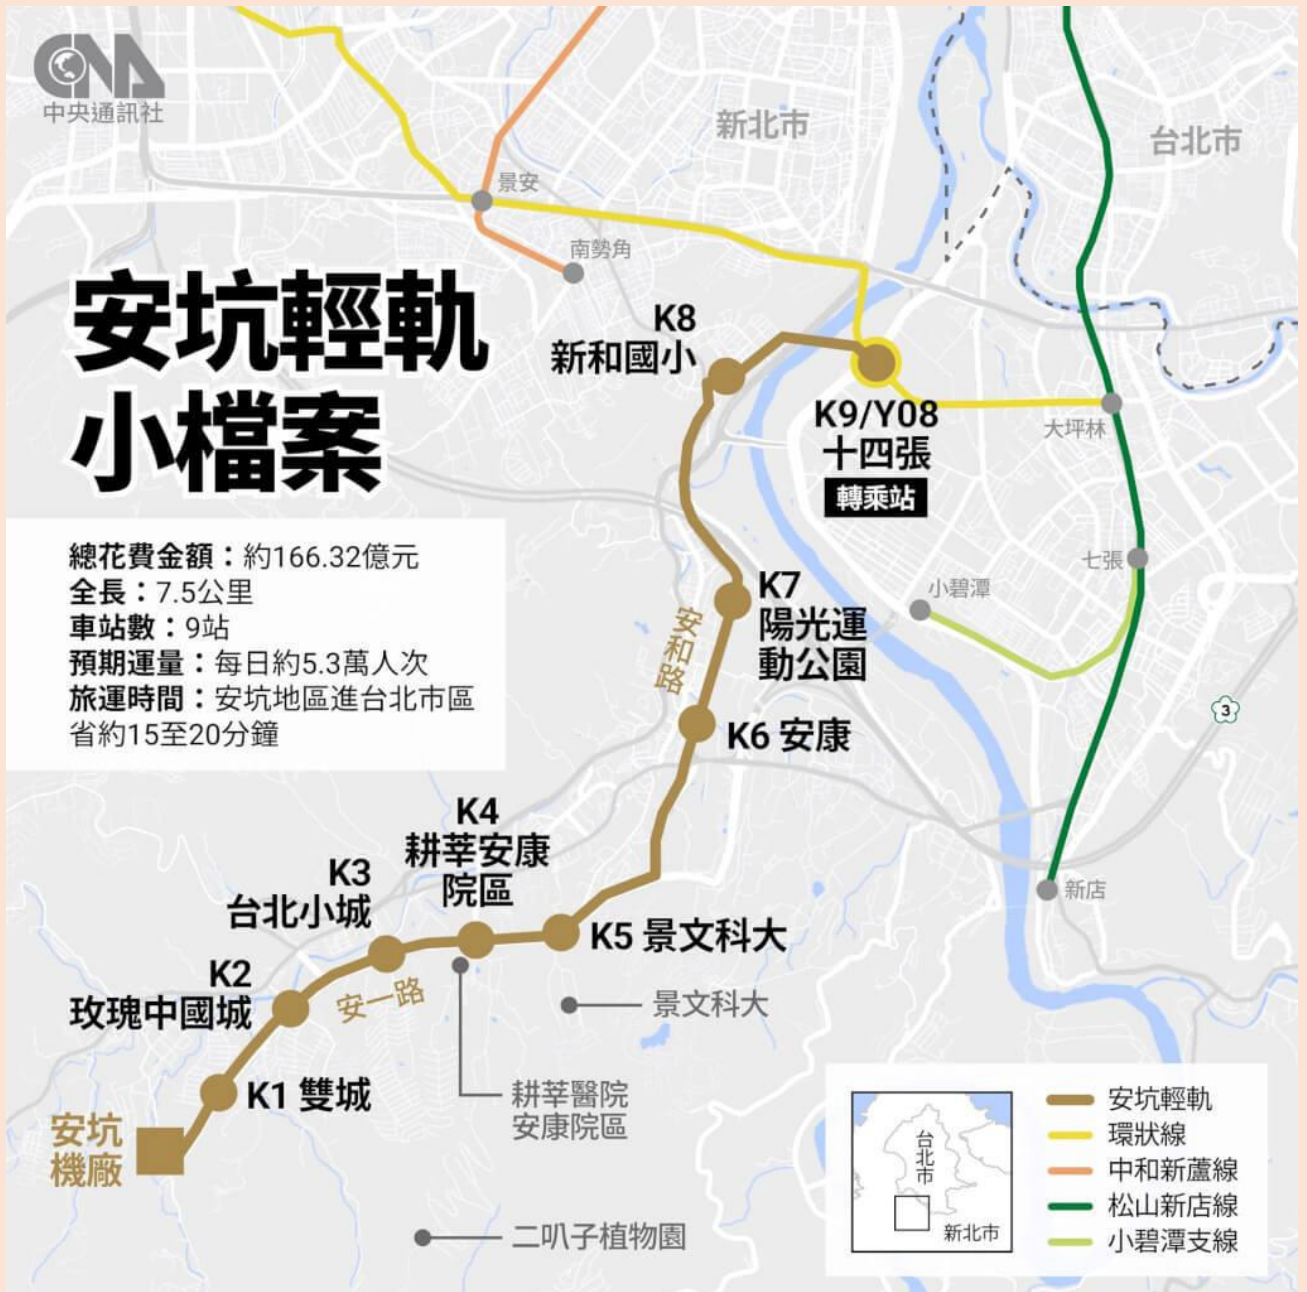 CNA
中央通訊社
新北市
台北市
景安
南勢角
安坑輕軌
小檔案
K8
新和國小
K9/Y08
十四張
轉乘站
大坪林
總花費金額：約166.32億元
全長：7.5公里
車站數：9站
預期運量：每日約5.3萬人次
旅運時間：安坑地區進台北市區
省約15至20分鐘
七張
小碧潭
K7
陽光運
動公園
安和路
3
K6 安康
K4
耕莘安康
院區
K3
台北小城
新店
K5 景文科大
K2
玫瑰中國城
安一路
景文科大
K1 雙城
耕莘醫院
安康院區
安坑
機廠
二叭子植物園
台北市
新北市
安坑輕軌
環狀線
中和新蘆線
松山新店線
小碧潭支線